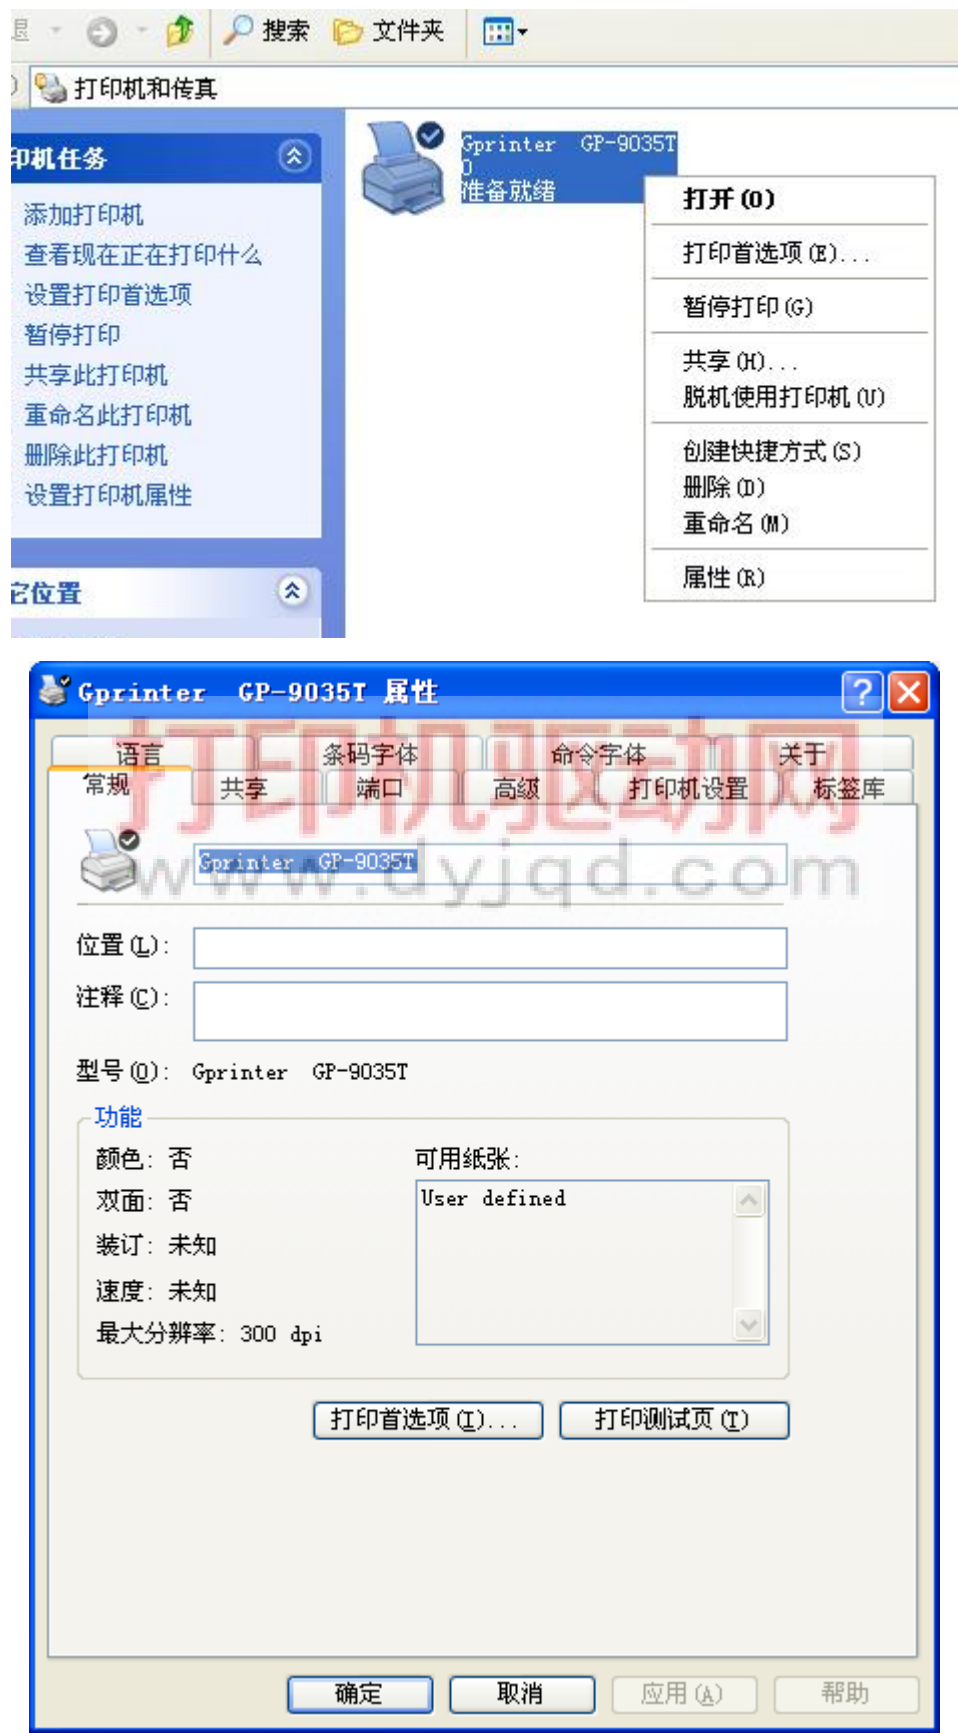 搜索 文件夹
打印机和传真
印机任务
添加打印机
查看现在正在打印什么
设置打印首选项
暂停打印
共享此打印机
重命名此打印机
删除此打印机
设置打印机属性
它位置
Gprinter GP-9035T
0
准备就绪
打开(O)
打印首选项(E)...
暂停打印(G)
共享(H)...
脱机使用打印机(U)
创建快捷方式(S)
删除(D)
重命名(M)
属性(R)
Gprinter GP-9035T 属性
打印机驱动网
www.dyjqd.com
语言 条码字体 命令字体 关于
常规 共享 端口 高级 打印机设置 标签库
Gprinter GP-9035T
位置(L):
注释(C):
型号(O): Gprinter GP-9035T
功能
颜色: 否
双面: 否
装订: 未知
速度: 未知
最大分辨率: 300 dpi
可用纸张:
User defined
打印首选项(I)... 打印测试页(T)
确定 取消 应用(A) 帮助